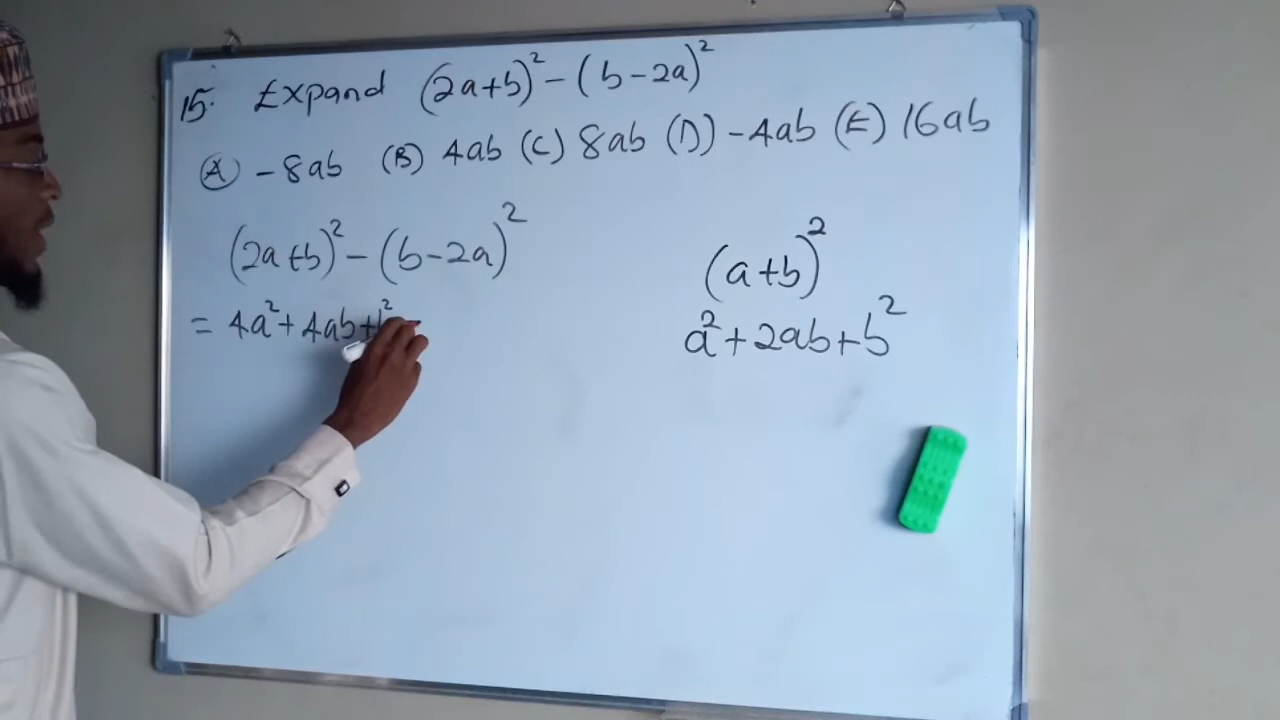 15. Expand (2a+b)² - (b-2a)²
(A) -8ab (B) 4ab (C) 8ab (D) -4ab (E) 16ab
(2a+b)² - (b-2a)²
= 4a² + 4ab + b² -
(a+b)²
a² + 2ab + b²